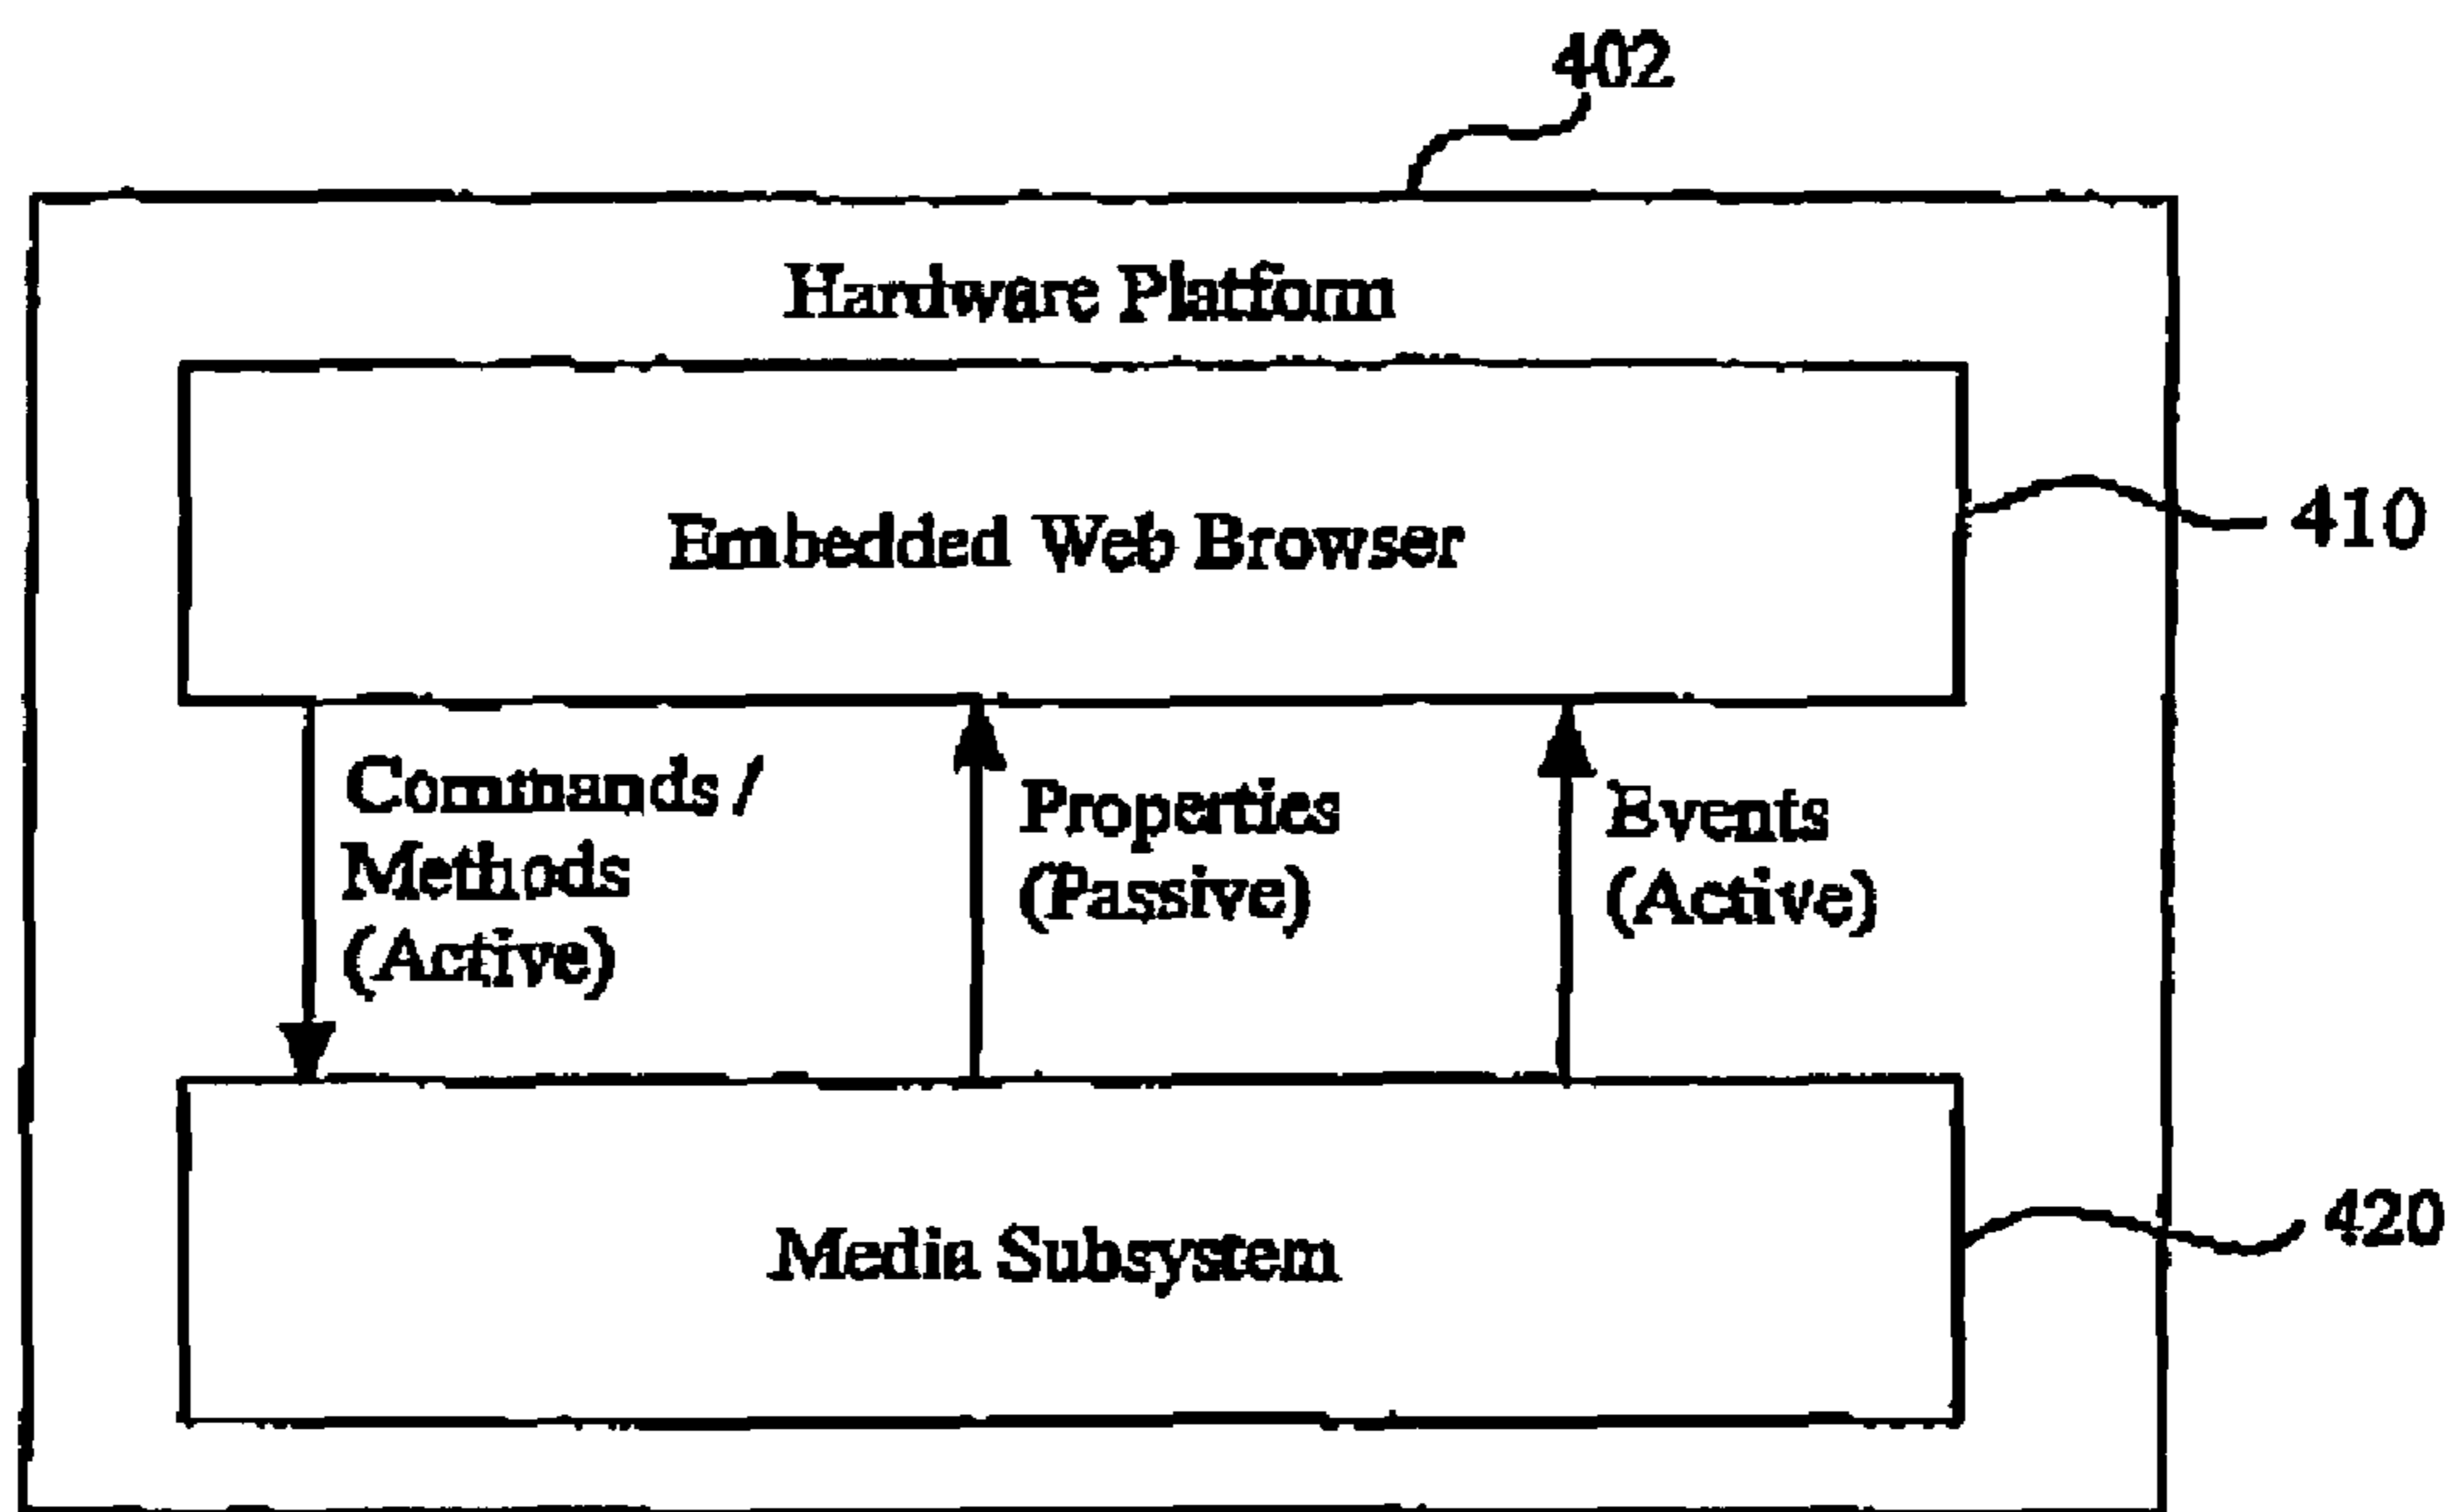 402
Hardware Platform
Embedded Web Browser
410
Commands /
Methods
(Active)
Properties
(Passive)
Events
(Active)
Media Subsystem
420